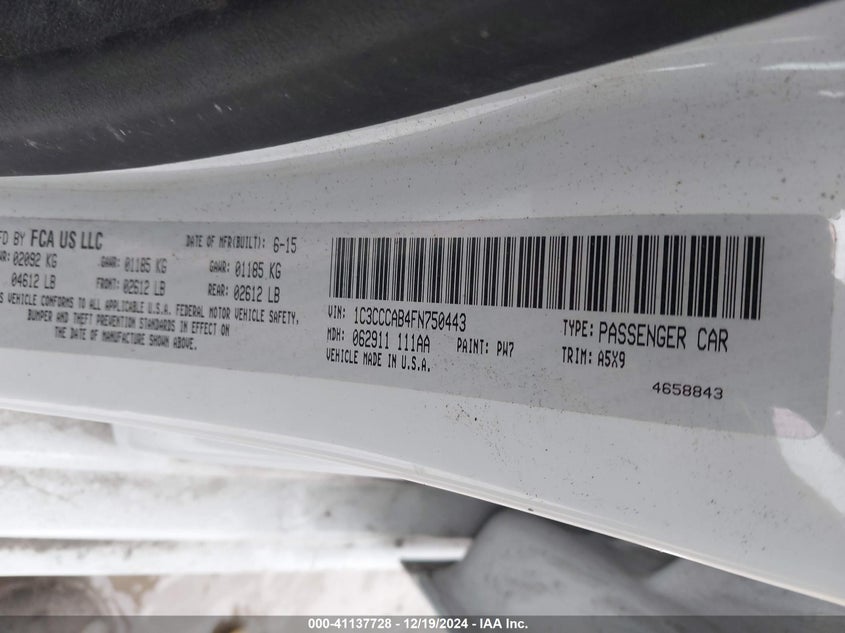 FD BY FCA US LLC
DATE OF MFR(BUILT): 6-15
WR: 02092 KG
GAWR: 01185 KG
GAWR: 01185 KG
04612 LB
FRONT: 02612 LB
REAR: 02612 LB
S VEHICLE CONFORMS TO ALL APPLICABLE U.S.A. FEDERAL MOTOR VEHICLE SAFETY,
BUMPER AND THEFT PREVENTION STANDARDS IN EFFECT ON
THE DATE OF MANUFACTURE SHOWN ABOVE.
VIN: 1C3CCCAB4FN750443
TYPE: PASSENGER CAR
MDH: 062911 111AA
PAINT: PW7
TRIM: A5X9
VEHICLE MADE IN U.S.A.
4658843
000-41137728 - 12/19/2024 - IAA Inc.